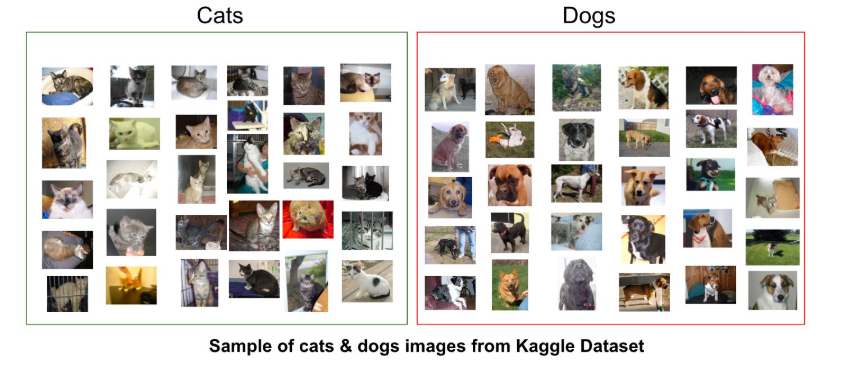 Cats
Dogs
Sample of cats & dogs images from Kaggle Dataset